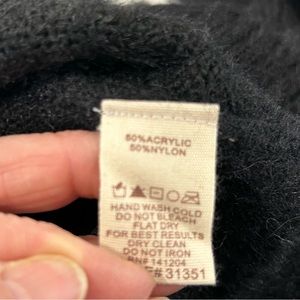 50%ACRYLIC
50%NYLON
HAND WASH COLD
DO NOT BLEACH
FLAT DRY
FOR BEST RESULTS
DRY CLEAN
DO NOT IRON
RN# 141204
# 31351